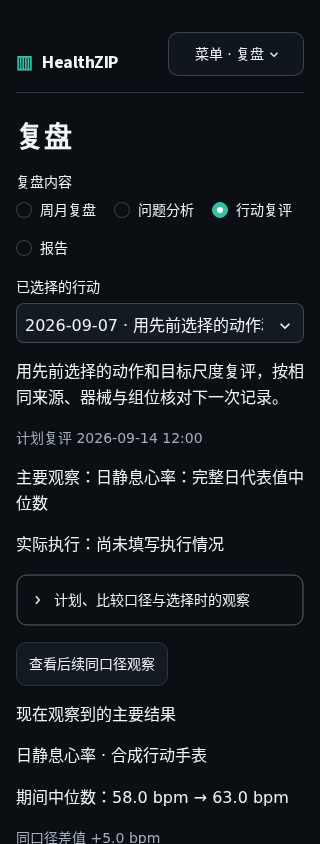 HealthZIP
菜单 · 复盘
复盘
复盘内容
周月复盘
问题分析
行动复评
报告
已选择的行动
2026-09-07 · 用先前选择的动作
用先前选择的动作和目标尺度复评，按相
同来源、器械与组位核对下一次记录。
计划复评 2026-09-14 12:00
主要观察：日静息心率：完整日代表值中
位数
实际执行：尚未填写执行情况
计划、比较口径与选择时的观察
查看后续同口径观察
现在观察到的主要结果
日静息心率 · 合成行动手表
期间中位数：58.0 bpm → 63.0 bpm
同口径差值 +5.0 bpm